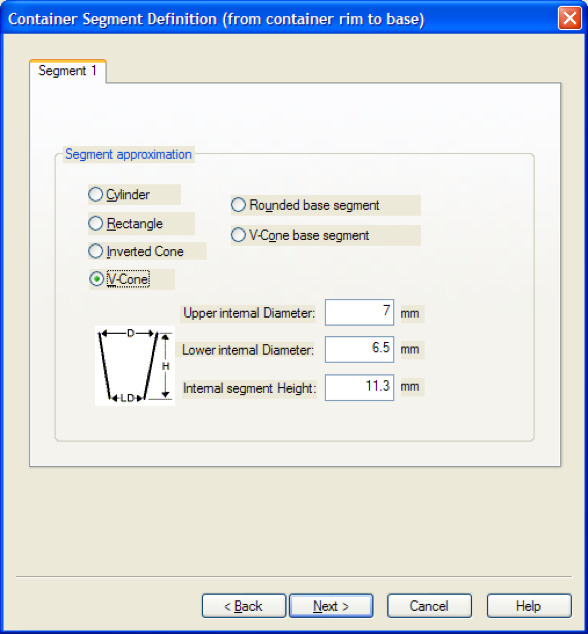 Container Segment Definition (from container rim to base)
Segment 1
Segment approximation
Cylinder
Rectangle
Inverted Cone
V-Cone
Rounded base segment
V-Cone base segment
Upper internal Diameter: 7 mm
Lower internal Diameter: 6.5 mm
Internal segment Height: 11.3 mm
D
H
LD
< Back Next > Cancel Help